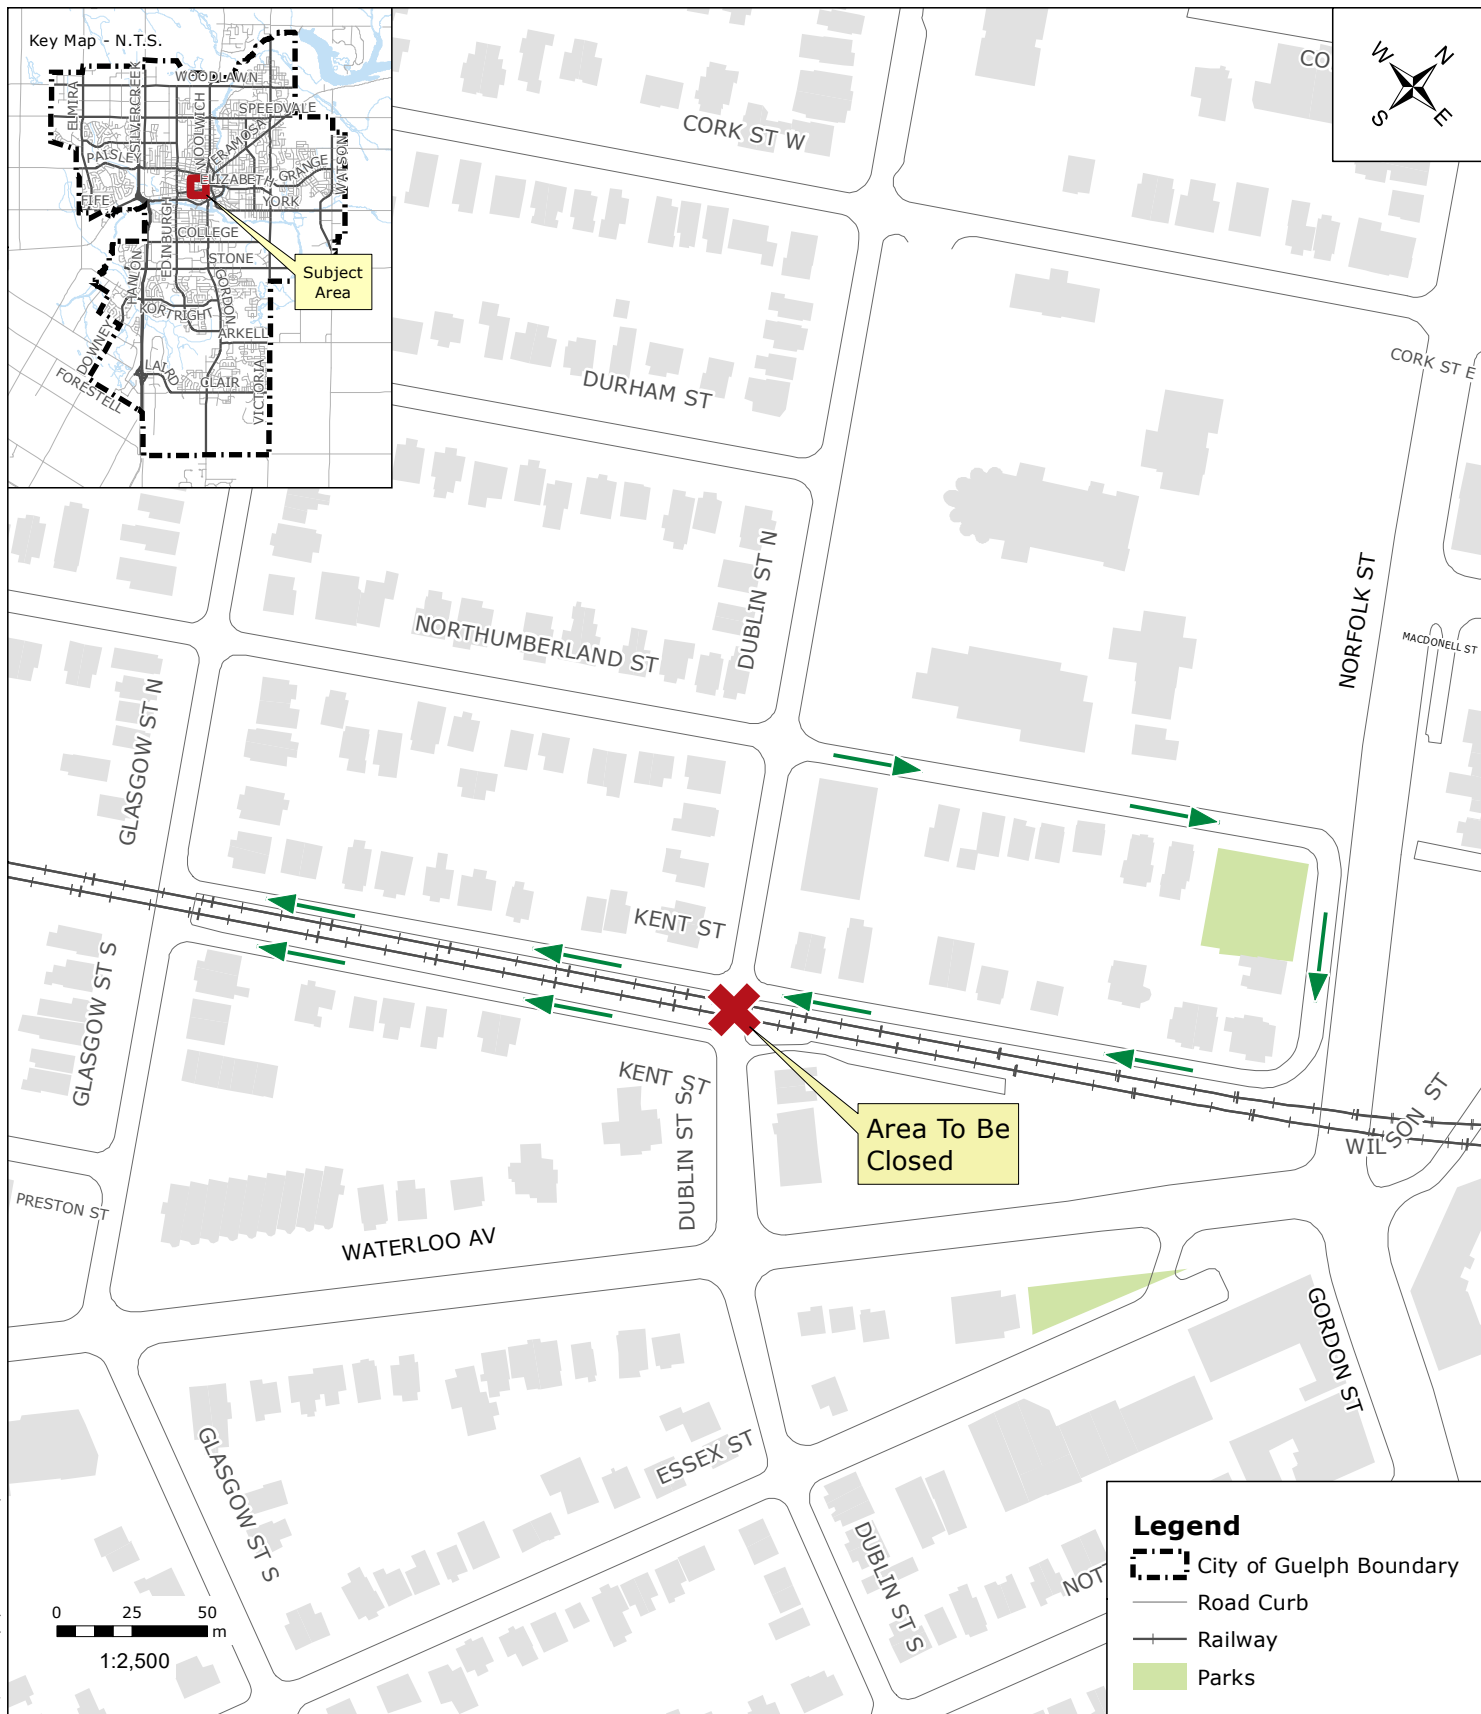 Key Map - N.T.S.
WOODLAWN
ELMIRA
SILVERCREEK
WOOLWICH
SPEEDVALE
ERAMOSA
PAISLEY
ELIZABETH
GRANGE
WATSON
FIFE
YORK
EDINBURGH
COLLEGE
STONE
HANLON
GORDON
KORTRIGHT
ARKELL
DOWNEY
LAIRD
CLAIR
VICTORIA
FORESTELL
Subject
Area
W
N
S
E
CO
CORK ST W
CORK ST E
DURHAM ST
DUBLIN ST N
NORFOLK ST
MACDONELL ST
NORTHUMBERLAND ST
GLASGOW ST N
KENT ST
GLASGOW ST S
KENT ST
DUBLIN ST S
WILSON ST
Area To Be
Closed
PRESTON ST
WATERLOO AV
GORDON ST
GLASGOW ST S
ESSEX ST
DUBLIN ST S
NOT
0 25 50
m
1:2,500
Legend
City of Guelph Boundary
Road Curb
Railway
Parks